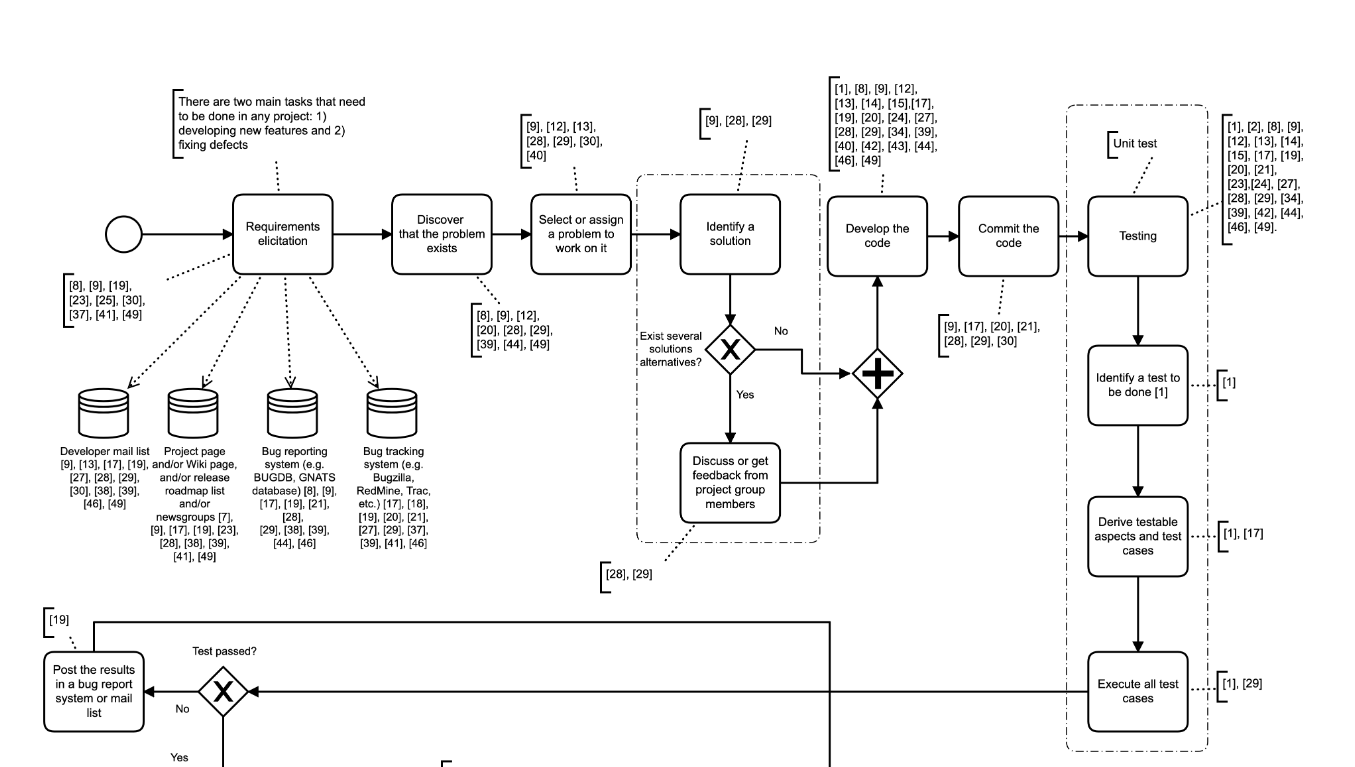 There are two main tasks that need
to be done in any project: 1)
developing new features and 2)
fixing defects
[9], [12], [13],
[28], [29], [30],
[40]
[9], [28], [29]
[1], [8], [9], [12],
[13], [14], [15],[17],
[19], [20], [24], [27],
[28], [29], [34], [39],
[40], [42], [43], [44],
[46], [49]
Unit test
[1], [2], [8], [9],
[12], [13], [14],
[15], [17], [19],
[20], [21],
[23],[24], [27],
[28], [29], [34],
[39], [42], [44],
[46], [49].
Requirements
elicitation
Discover
that the problem
exists
Select or assign
a problem to
work on it
Identify a
solution
Develop the
code
Commit the
code
Testing
[8], [9], [19],
[23], [25], [30],
[37], [41], [49]
[8], [9], [12],
[20], [28], [29],
[39], [44], [49]
Exist several
solutions
alternatives?
X
No
Yes
[9], [17], [20], [21],
[28], [29], [30]
Identify a test to
be done [1]
[1]
Developer mail list
[9], [13], [17], [19],
[27], [28], [29],
[30], [38], [39],
[46], [49]
Project page
and/or Wiki page,
and/or release
roadmap list
and/or
newsgroups [7],
[9], [17], [19], [23],
[28], [38], [39],
[41], [49]
Bug reporting
system (e.g.
BUGDB, GNATS
database) [8], [9],
[17], [19], [21],
[28],
[29], [38], [39],
[44], [46]
Bug tracking
system (e.g.
Bugzilla,
RedMine, Trac,
etc.) [17], [18],
[19], [20], [21],
[27], [29], [37],
[39], [41], [46]
Discuss or get
feedback from
project group
members
[28], [29]
Derive testable
aspects and test
cases
[1], [17]
[19]
Post the results
in a bug report
system or mail
list
Test passed?
X
No
Yes
Execute all test
cases
[1], [29]